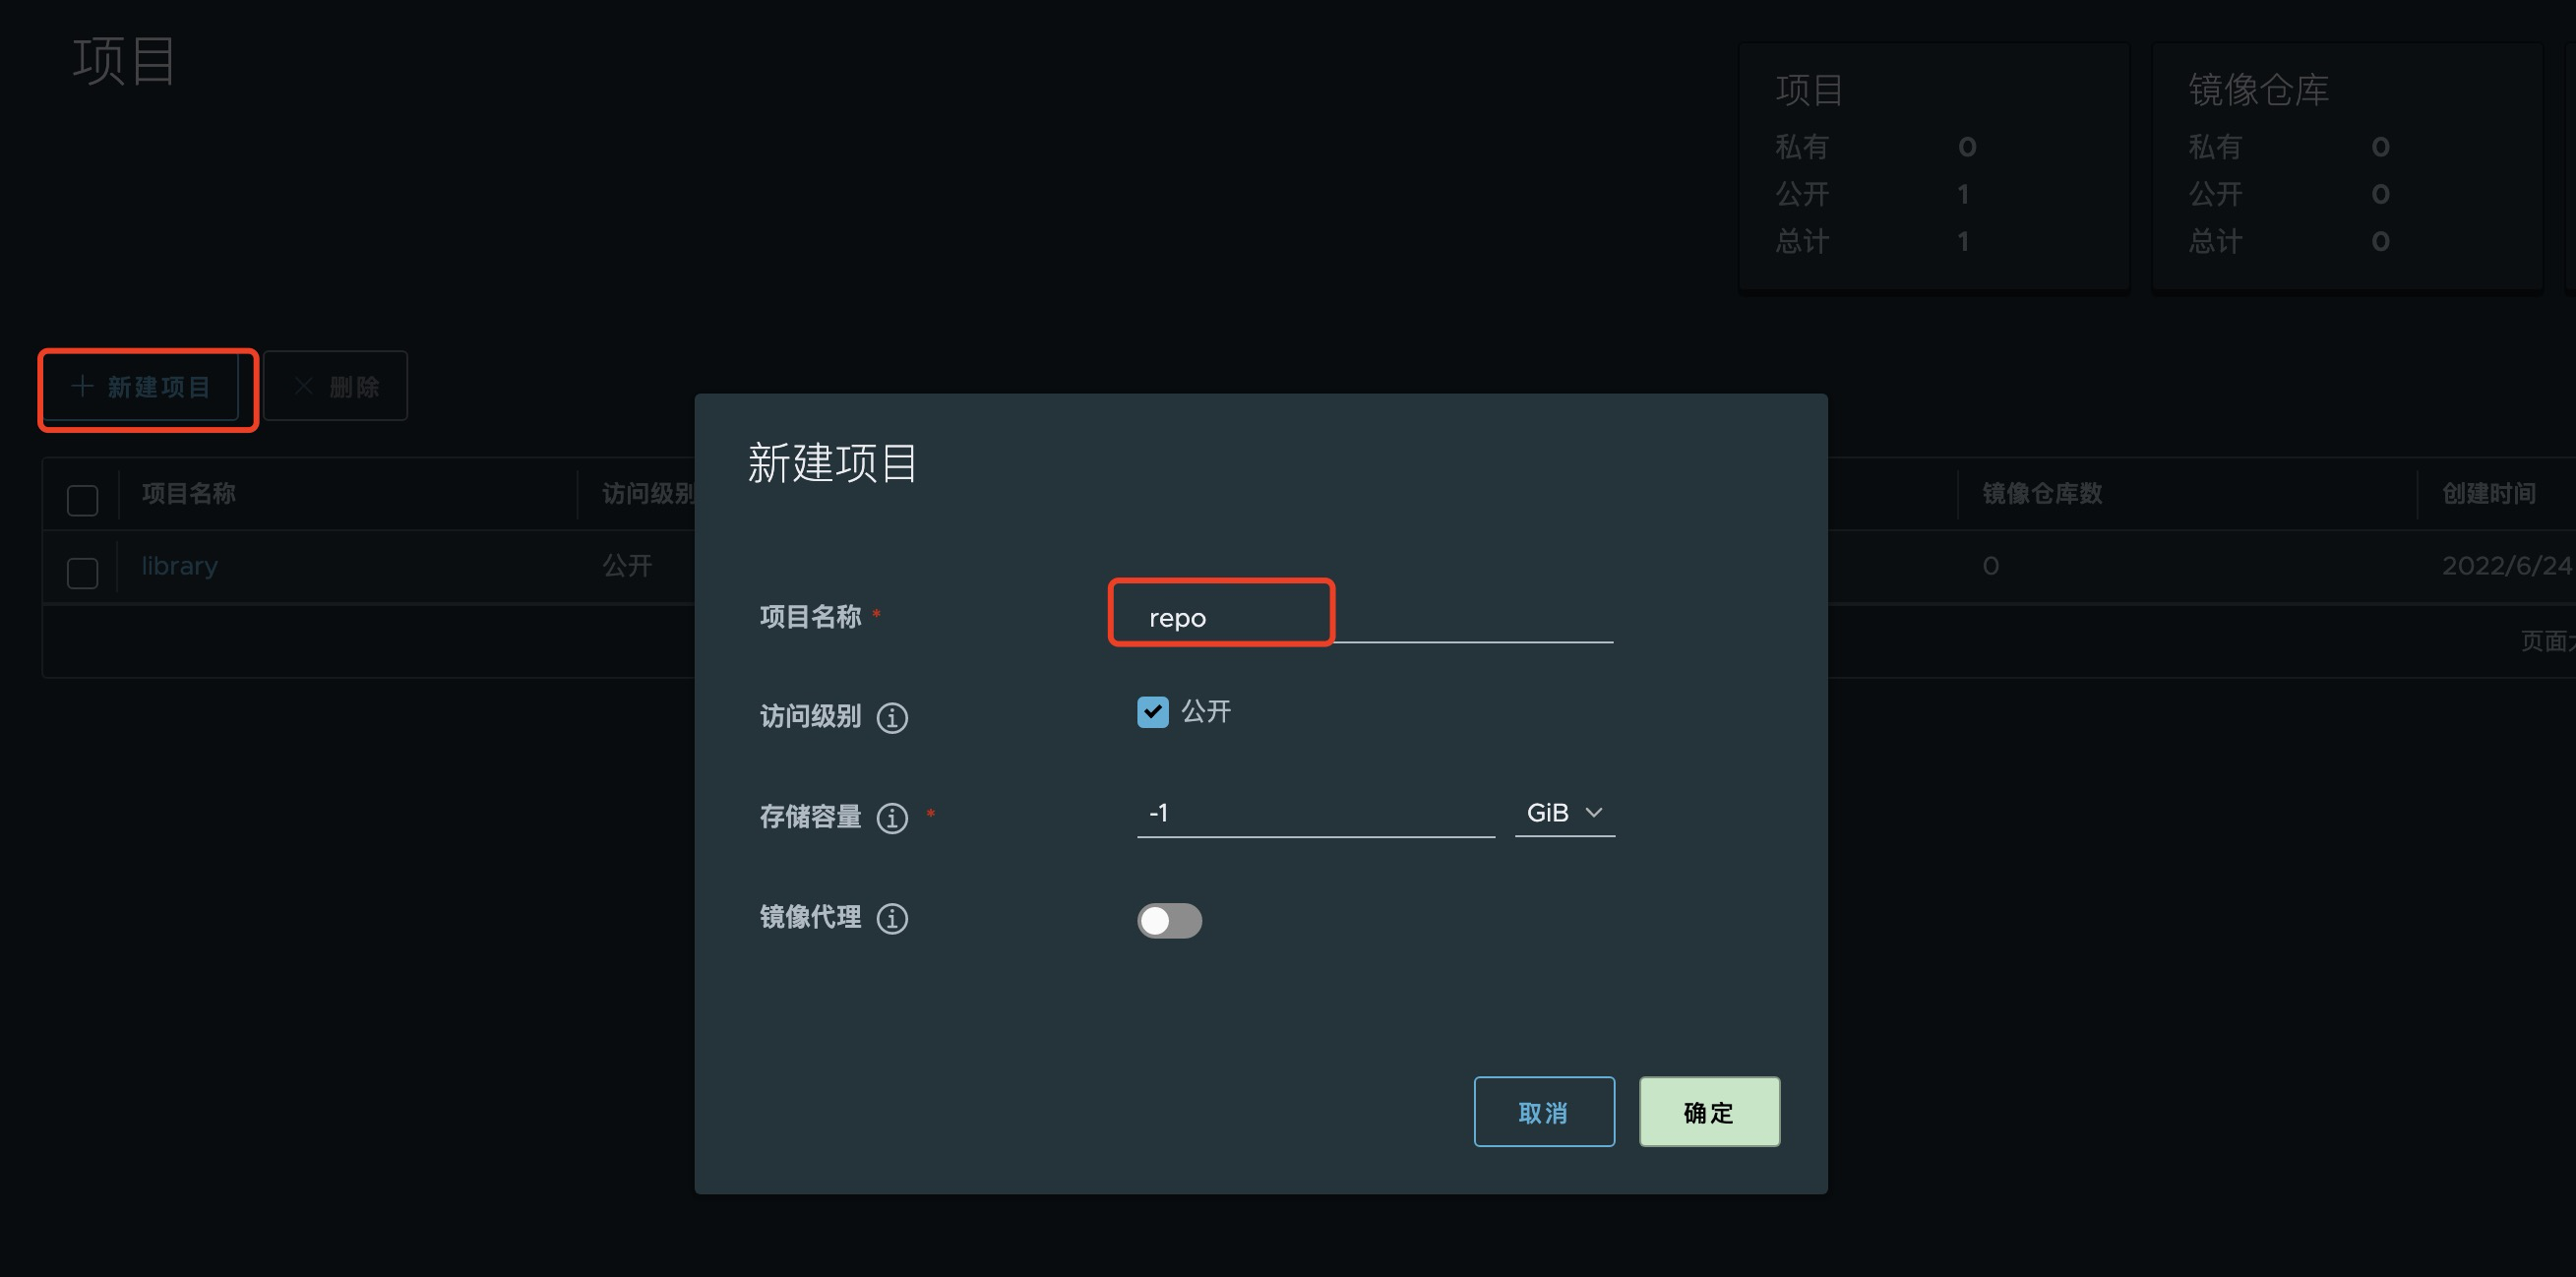 项目
项目
私有 0
公开 1
总计 1
镜像仓库
私有 0
公开 0
总计 0
+ 新建项目
× 删除
项目名称 访问级别 镜像仓库数 创建时间
library 公开 0 2022/6/24
页面
新建项目
项目名称 *
repo
访问级别
公开
存储容量 *
-1 GiB
镜像代理
取消
确定